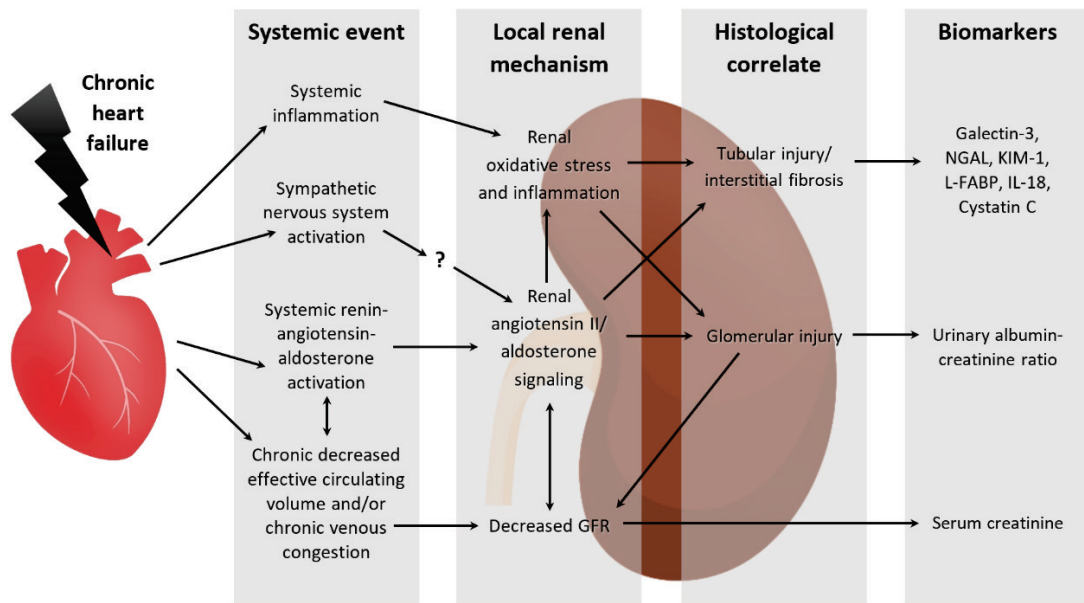 Systemic event
Local renal
mechanism
Histological
correlate
Biomarkers
Chronic
heart
failure
Systemic
inflammation
Sympathetic
nervous system
activation
?
Systemic renin-
angiotensin-
aldosterone
activation
Chronic decreased
effective circulating
volume and/or
chronic venous
congestion
Renal
oxidative stress
and inflammation
Renal
angiotensin II/
aldosterone
signaling
Decreased GFR
Tubular injury/
interstitial fibrosis
Glomerular injury
Galectin-3,
NGAL, KIM-1,
L-FABP, IL-18,
Cystatin C
Urinary albumin-
creatinine ratio
Serum creatinine